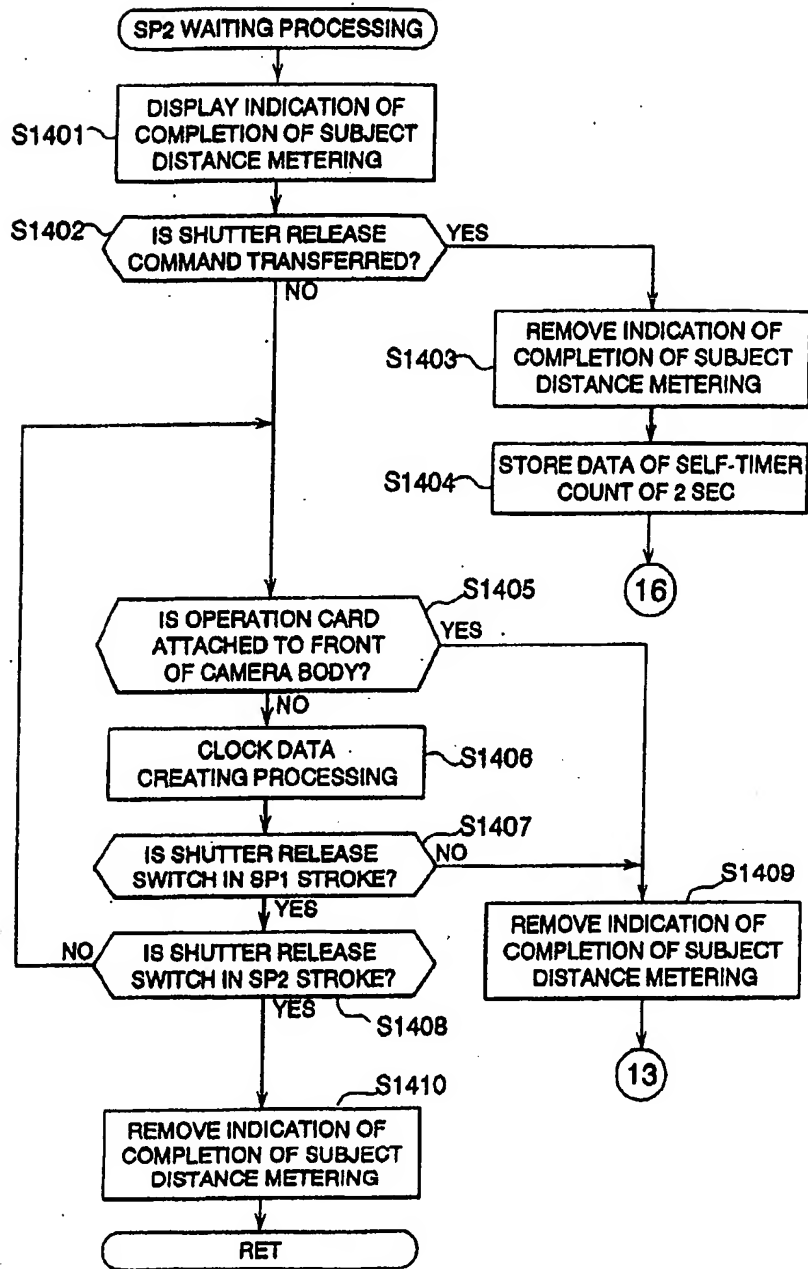 SP2 WAITING PROCESSING
S1401
DISPLAY INDICATION OF
COMPLETION OF SUBJECT
DISTANCE METERING
S1402
IS SHUTTER RELEASE
COMMAND TRANSFERRED?
YES
NO
S1403
REMOVE INDICATION OF
COMPLETION OF SUBJECT
DISTANCE METERING
S1404
STORE DATA OF SELF-TIMER
COUNT OF 2 SEC
16
S1405
IS OPERATION CARD
ATTACHED TO FRONT
OF CAMERA BODY?
YES
NO
CLOCK DATA
CREATING PROCESSING
S1406
S1407
IS SHUTTER RELEASE
SWITCH IN SP1 STROKE?
NO
YES
S1409
REMOVE INDICATION OF
COMPLETION OF SUBJECT
DISTANCE METERING
13
NO
IS SHUTTER RELEASE
SWITCH IN SP2 STROKE?
YES
S1408
S1410
REMOVE INDICATION OF
COMPLETION OF SUBJECT
DISTANCE METERING
RET